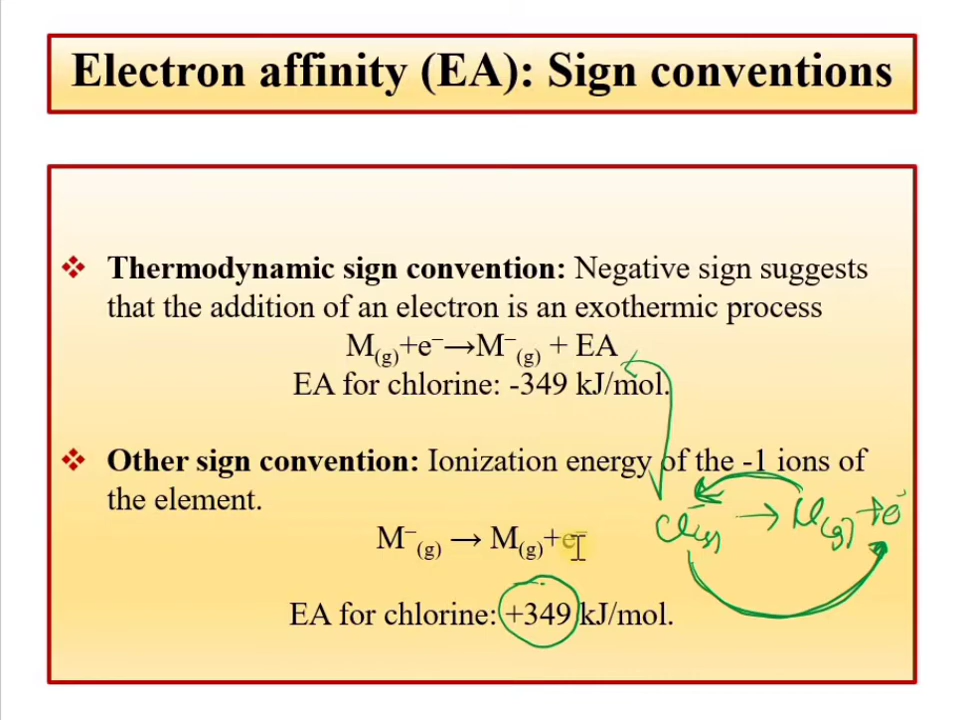 Electron affinity (EA): Sign conventions
❖ Thermodynamic sign convention: Negative sign suggests
that the addition of an electron is an exothermic process
M(g)+e⁻→M⁻(g) + EA
EA for chlorine: -349 kJ/mol.
❖ Other sign convention: Ionization energy of the -1 ions of
the element.
M⁻(g) → M(g)+e⁻
Cl⁻(g) → Cl(g) + e⁻
EA for chlorine: +349 kJ/mol.